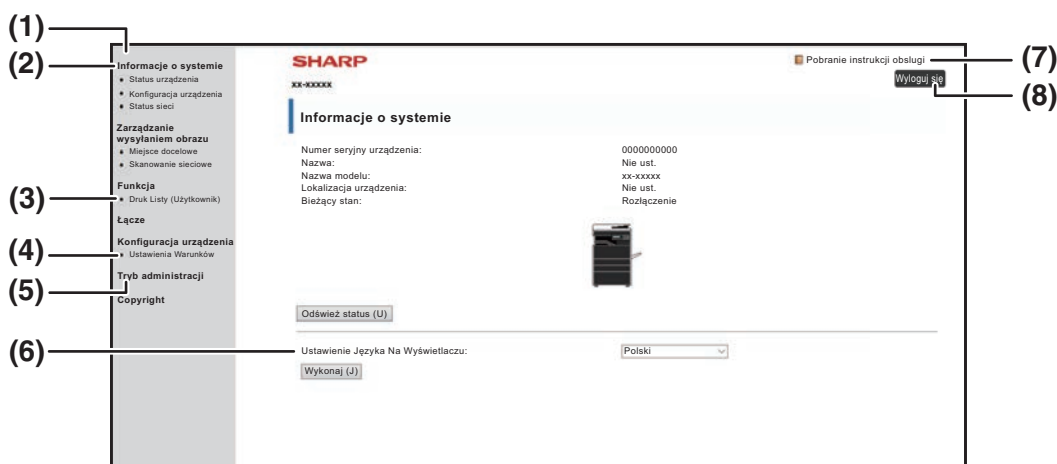 (1)
(2)
(3)
(4)
(5)
(6)
Informacje o systemie
Status urządzenia
Konfiguracja urządzenia
Status sieci
Zarządzanie
wysyłaniem obrazu
Miejsce docelowe
Skanowanie sieciowe
Funkcja
Druk Listy (Użytkownik)
Łącze
Konfiguracja urządzenia
Ustawienia Warunków
Tryb administracji
Copyright
SHARP
xx-xxxxx
Pobranie instrukcji obslugi
(7)
Wyloguj się
(8)
Informacje o systemie
Numer seryjny urządzenia: 0000000000
Nazwa: Nie ust.
Nazwa modelu: xx-xxxxx
Lokalizacja urządzenia: Nie ust.
Bieżący stan: Rozłączenie
Odśwież status (U)
Ustawienie Języka Na Wyświetlaczu: Polski
Wykonaj (J)